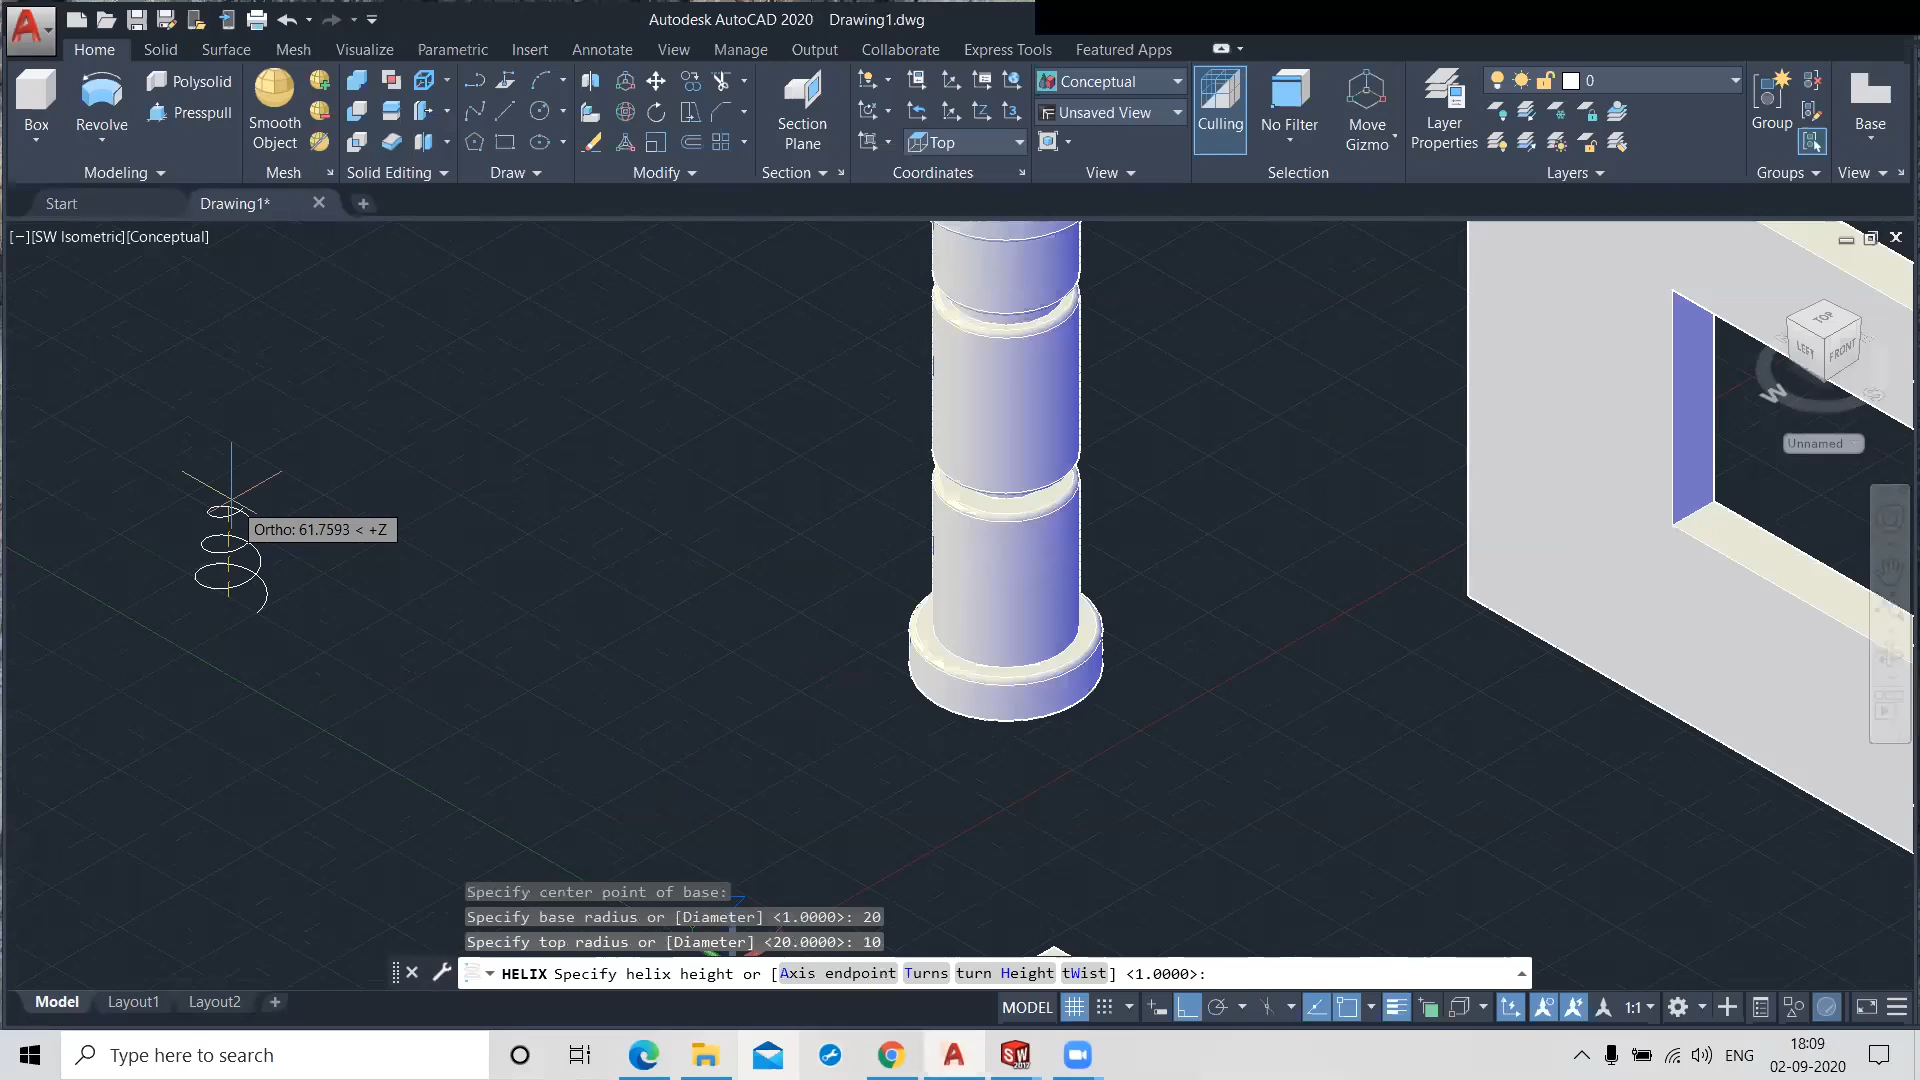 Autodesk AutoCAD 2020 Drawing1.dwg
Home Solid Surface Mesh Visualize Parametric Insert Annotate View Manage Output Collaborate Express Tools Featured Apps
Box
Revolve
Polysolid
Presspull
Smooth
Object
Section
Plane
Conceptual
Unsaved View
Top
Culling
No Filter
Move
Gizmo
Layer
Properties
0
Group
Base
Modeling Mesh Solid Editing Draw Modify Section Coordinates View Selection Layers Groups View
Start Drawing1*
[−][SW Isometric][Conceptual]
TOP
LEFT FRONT
W S
Unnamed
Ortho: 61.7593 < +Z
Specify center point of base:
Specify base radius or [Diameter] <1.0000>: 20
Specify top radius or [Diameter] <20.0000>: 10
HELIX Specify helix height or [Axis endpoint Turns turn Height tWist] <1.0000>:
Model Layout1 Layout2
MODEL 1:1
Type here to search
A
SW
2017
ENG
18:09
02-09-2020